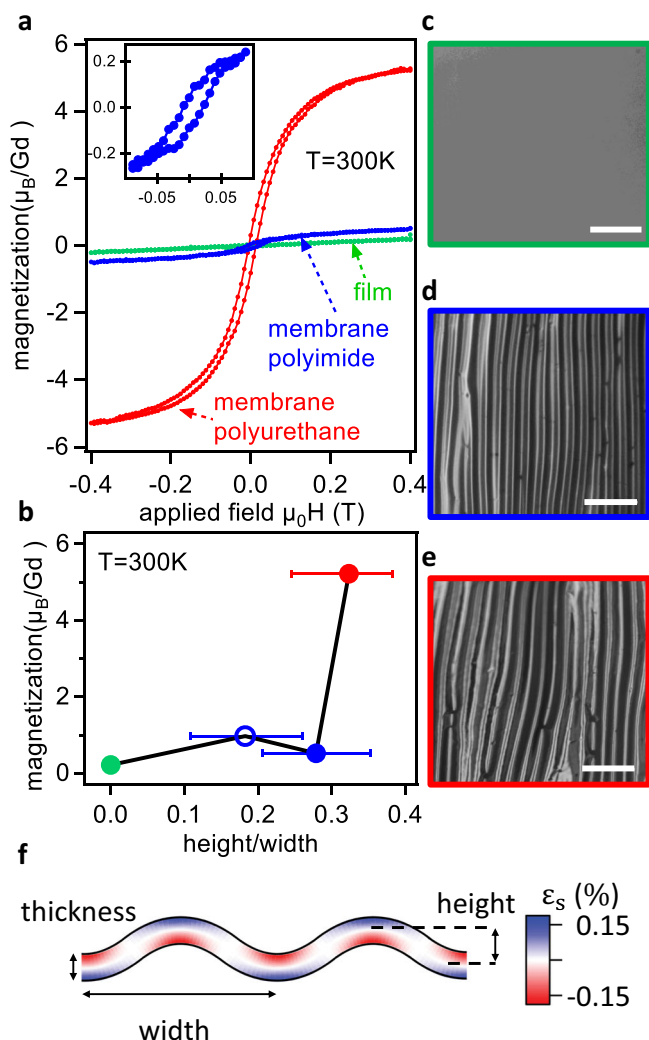 a
6
4
2
0
-2
-4
-6
magnetization(μB/Gd )
0.2
0.0
-0.2
-0.05
0.05
T=300K
film
membrane
polyimide
membrane
polyurethane
-0.4
-0.2
0.0
0.2
0.4
applied field μ0H (T)
b
6
4
2
0
magnetization(μB/Gd)
T=300K
0.0
0.1
0.2
0.3
0.4
height/width
c
d
e
f
thickness
width
height
εs (%)
0.15
-0.15